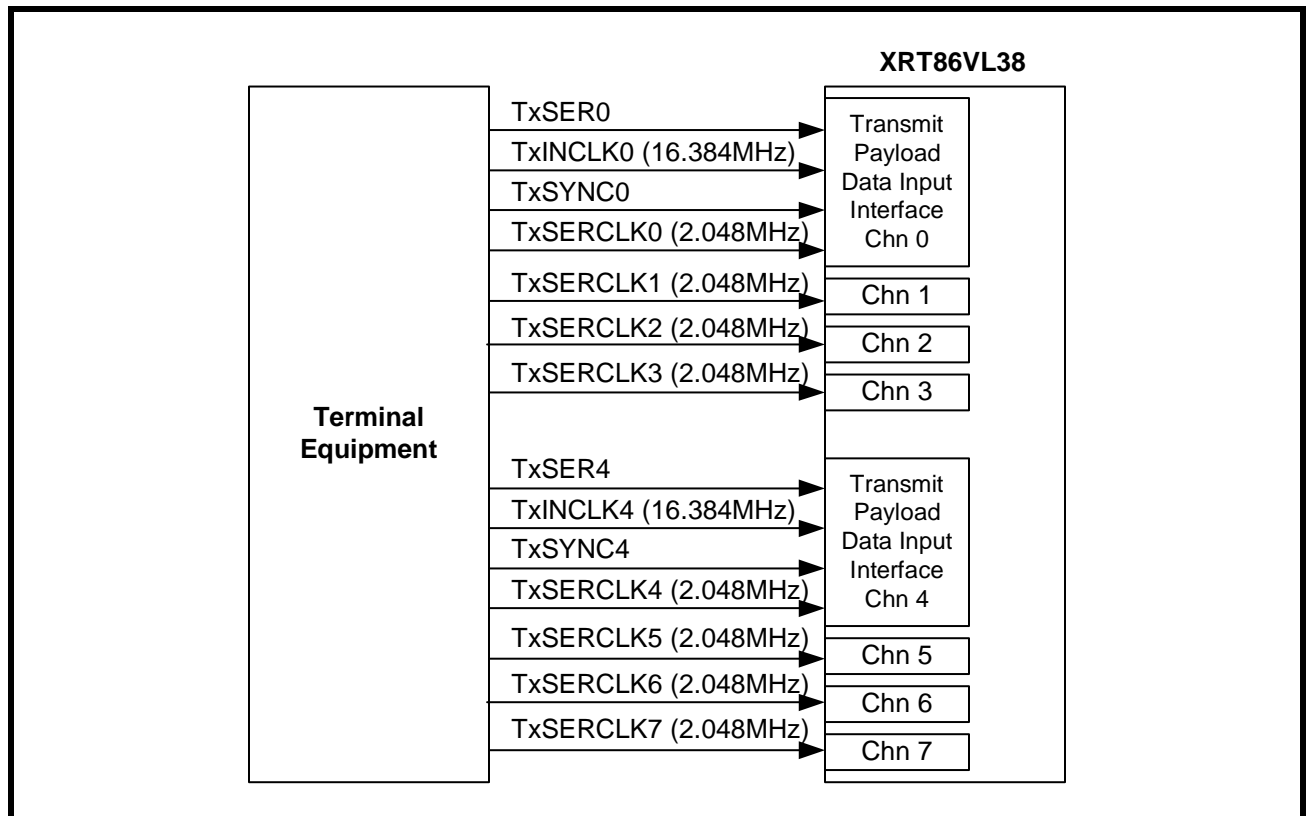 XRT86VL38
Terminal
Equipment
TxSER0
TxINCLK0 (16.384MHz)
TxSYNC0
TxSERCLK0 (2.048MHz)
TxSERCLK1 (2.048MHz)
TxSERCLK2 (2.048MHz)
TxSERCLK3 (2.048MHz)
Transmit
Payload
Data Input
Interface
Chn 0
Chn 1
Chn 2
Chn 3
TxSER4
TxINCLK4 (16.384MHz)
TxSYNC4
TxSERCLK4 (2.048MHz)
TxSERCLK5 (2.048MHz)
TxSERCLK6 (2.048MHz)
TxSERCLK7 (2.048MHz)
Transmit
Payload
Data Input
Interface
Chn 4
Chn 5
Chn 6
Chn 7